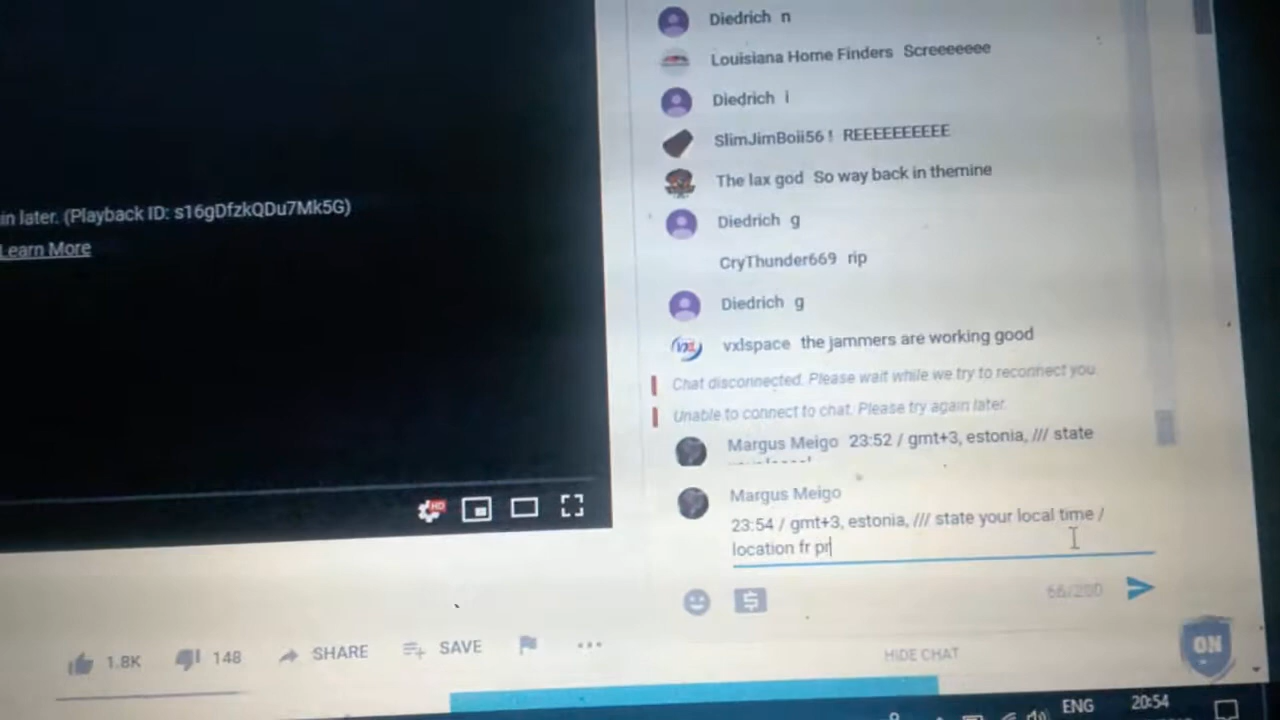 in later. (Playback ID: s16gDfzkQDu7Mk5G)
Learn More
HD
1.8K
148
SHARE
SAVE
Diedrich n
Louisiana Home Finders Screeeeeee
Diedrich i
SlimJimBoii56 ! REEEEEEEEEE
The lax god So way back in themine
Diedrich g
CryThunder669 rip
Diedrich g
vxlspace the jammers are working good
Chat disconnected. Please wait while we try to reconnect you.
Unable to connect to chat. Please try again later.
Margus Meigo 23:52 / gmt+3, estonia, /// state
Margus Meigo
23:54 / gmt+3, estonia, /// state your local time /
location fr pr
66/200
HIDE CHAT
ON
ENG
20:54